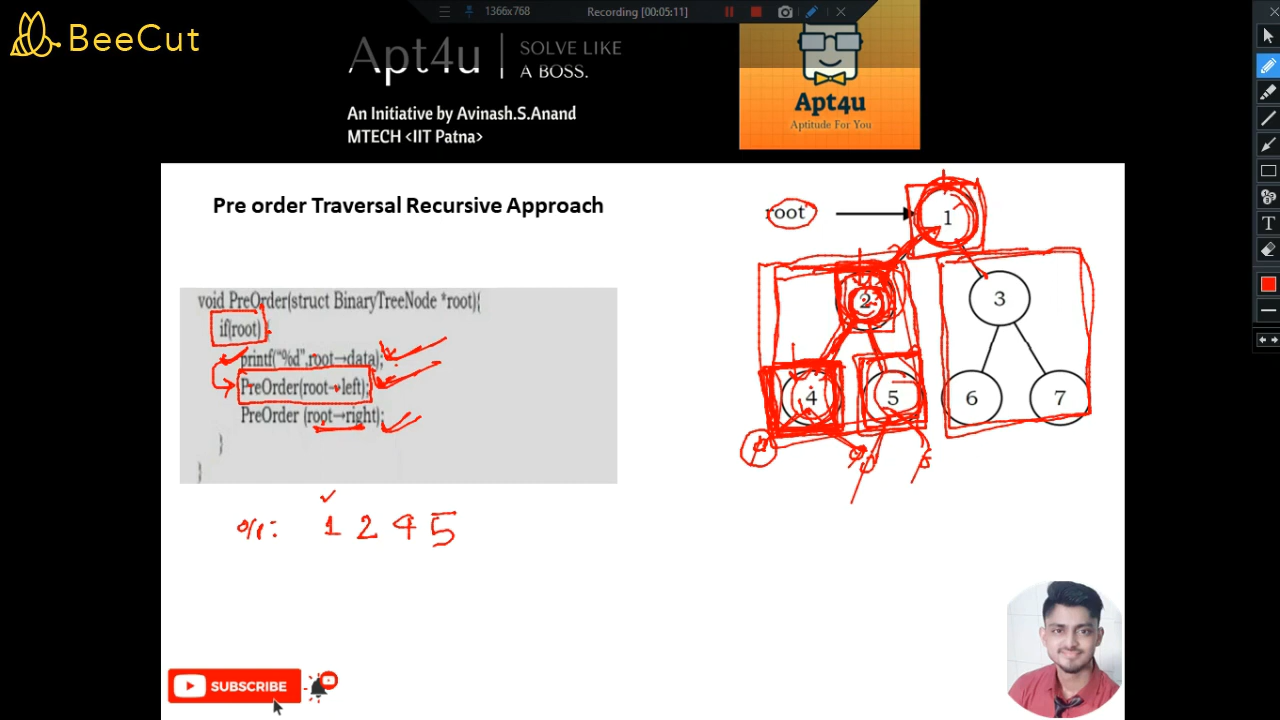 1366x768
Recording [00:05:11]
BeeCut
Apt4u
SOLVE LIKE
A BOSS.
An Initiative by Avinash.S.Anand
MTECH <IIT Patna>
Apt4u
Aptitude For You
Pre order Traversal Recursive Approach
root
1
2
3
4
5
6
7
void PreOrder(struct BinaryTreeNode *root){
if(root) {
printf("%d",root→data);
PreOrder(root→left);
PreOrder (root→right);
}
}
o/p: 1 2 4 5
SUBSCRIBE
T